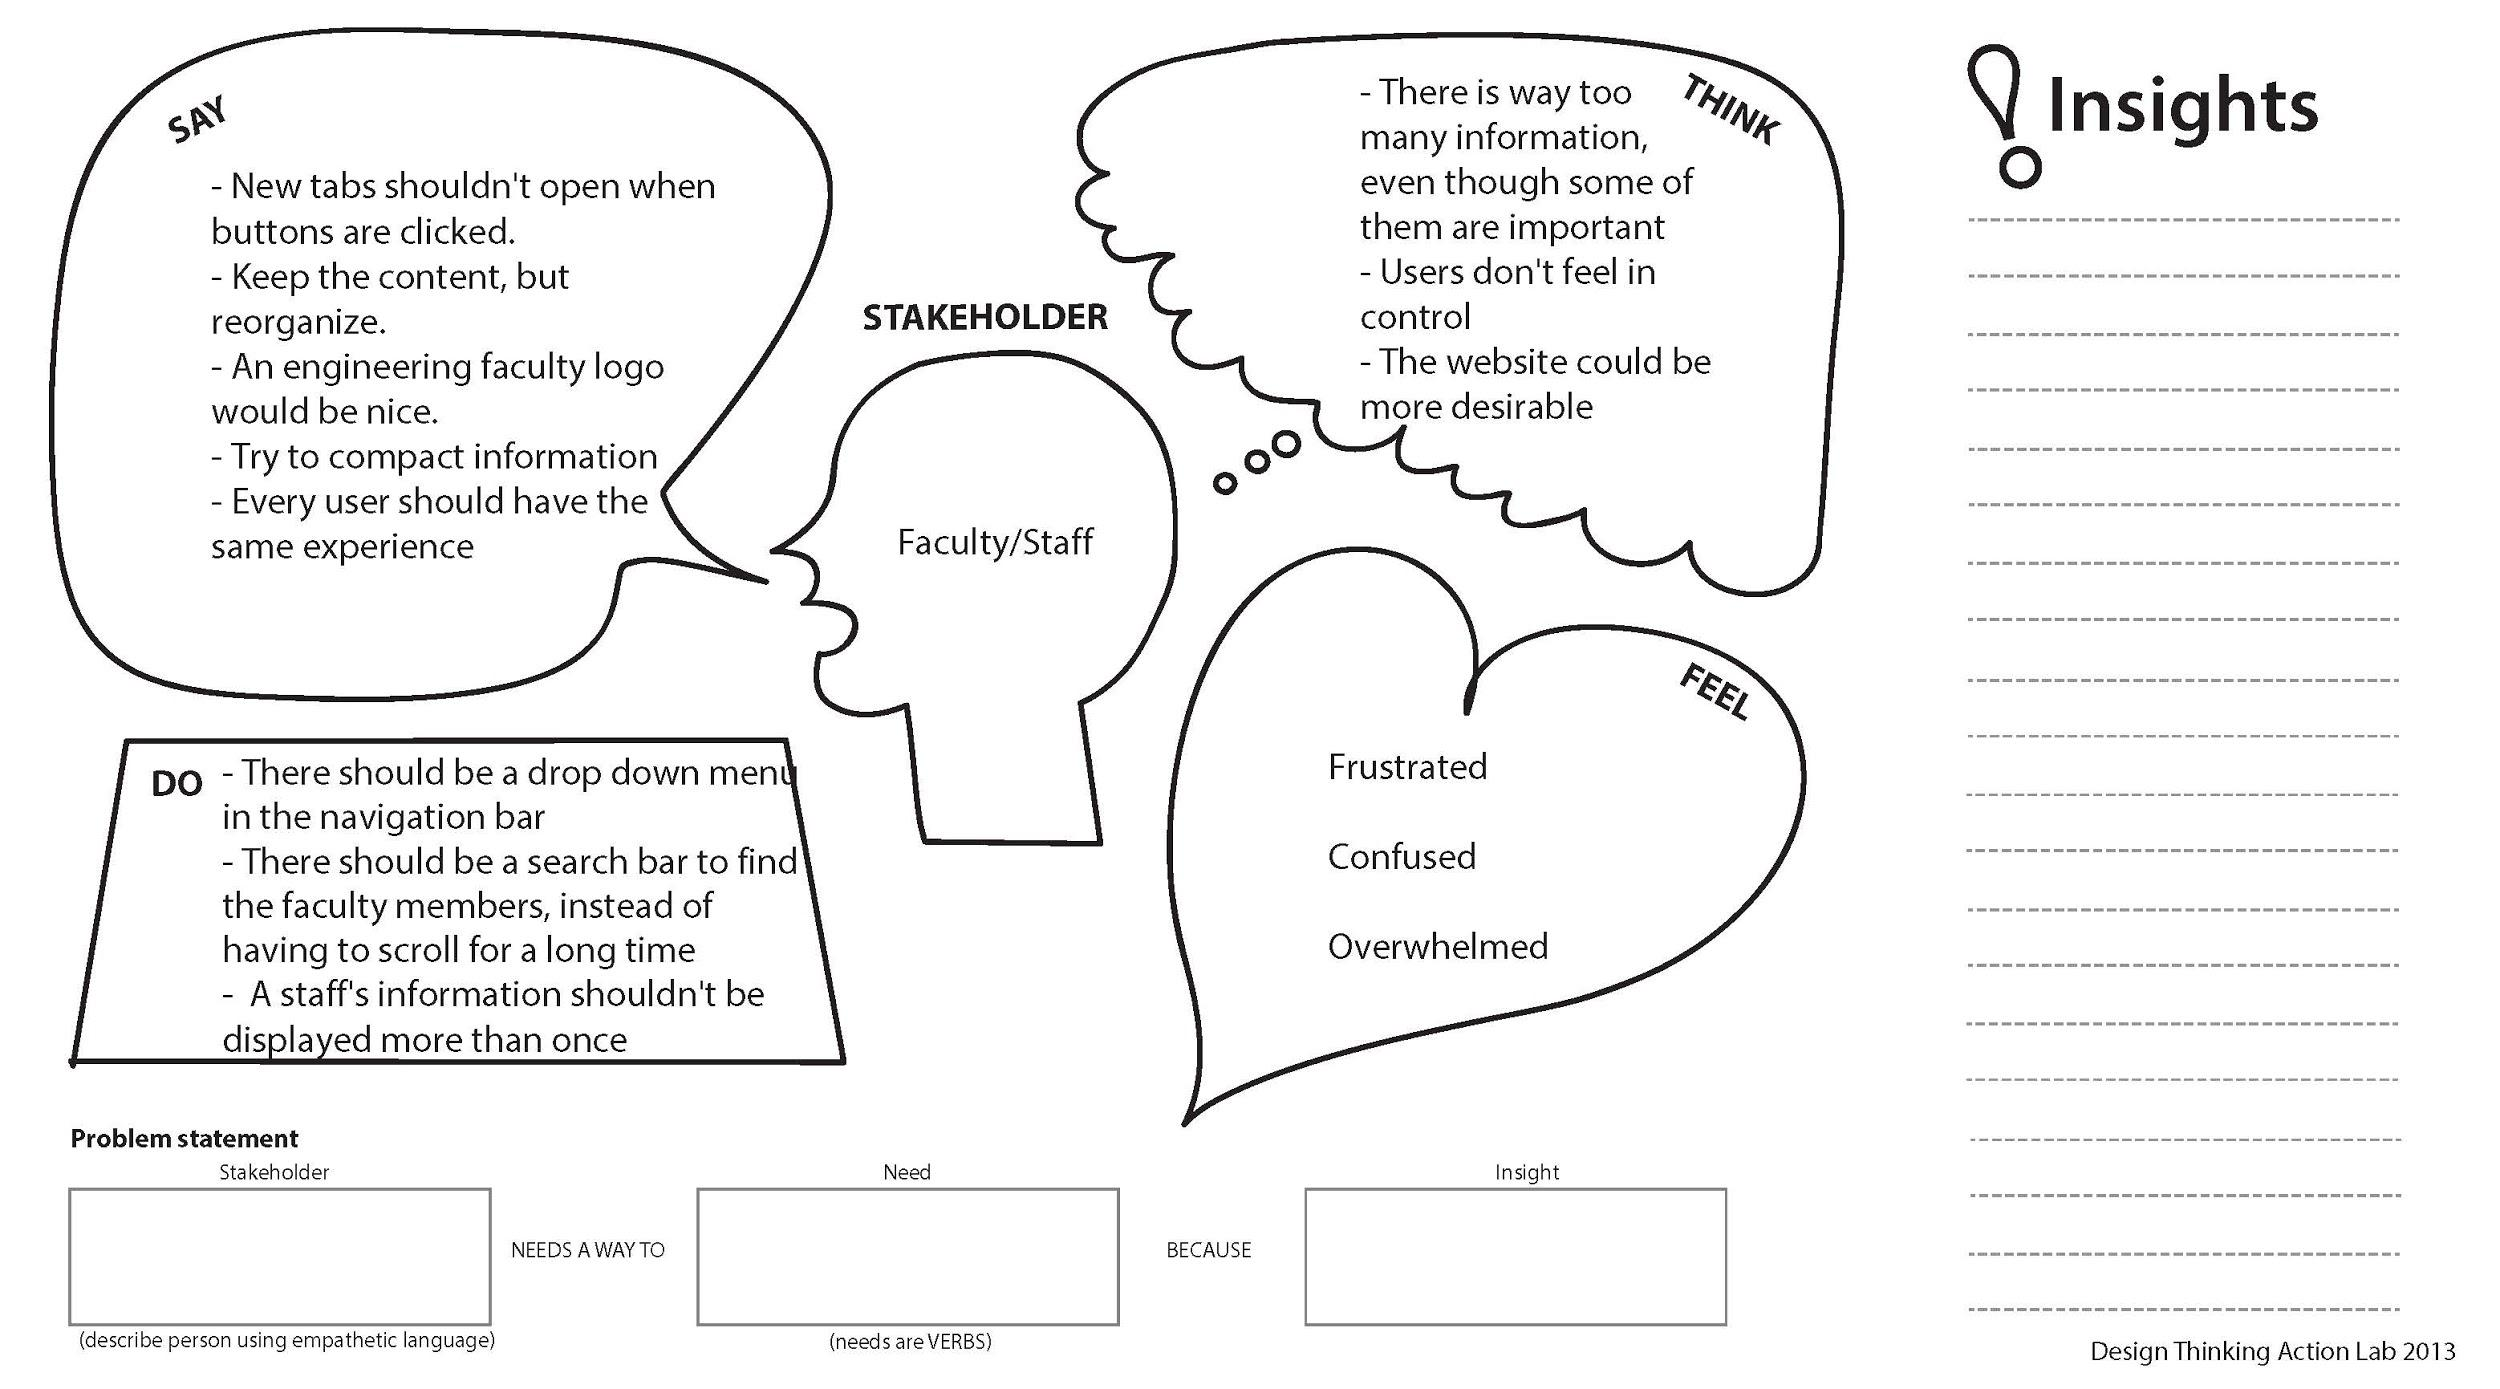 SAY
- New tabs shouldn't open when
buttons are clicked.
- Keep the content, but
reorganize.
- An engineering faculty logo
would be nice.
- Try to compact information
- Every user should have the
same experience
STAKEHOLDER
Faculty/Staff
THINK
- There is way too
many information,
even though some of
them are important
- Users don't feel in
control
- The website could be
more desirable
FEEL
Frustrated
Confused
Overwhelmed
DO
- There should be a drop down menu
in the navigation bar
- There should be a search bar to find
the faculty members, instead of
having to scroll for a long time
- A staff's information shouldn't be
displayed more than once
Insights
Problem statement
Stakeholder
Need
Insight
NEEDS A WAY TO
BECAUSE
(describe person using empathetic language)
(needs are VERBS)
Design Thinking Action Lab 2013